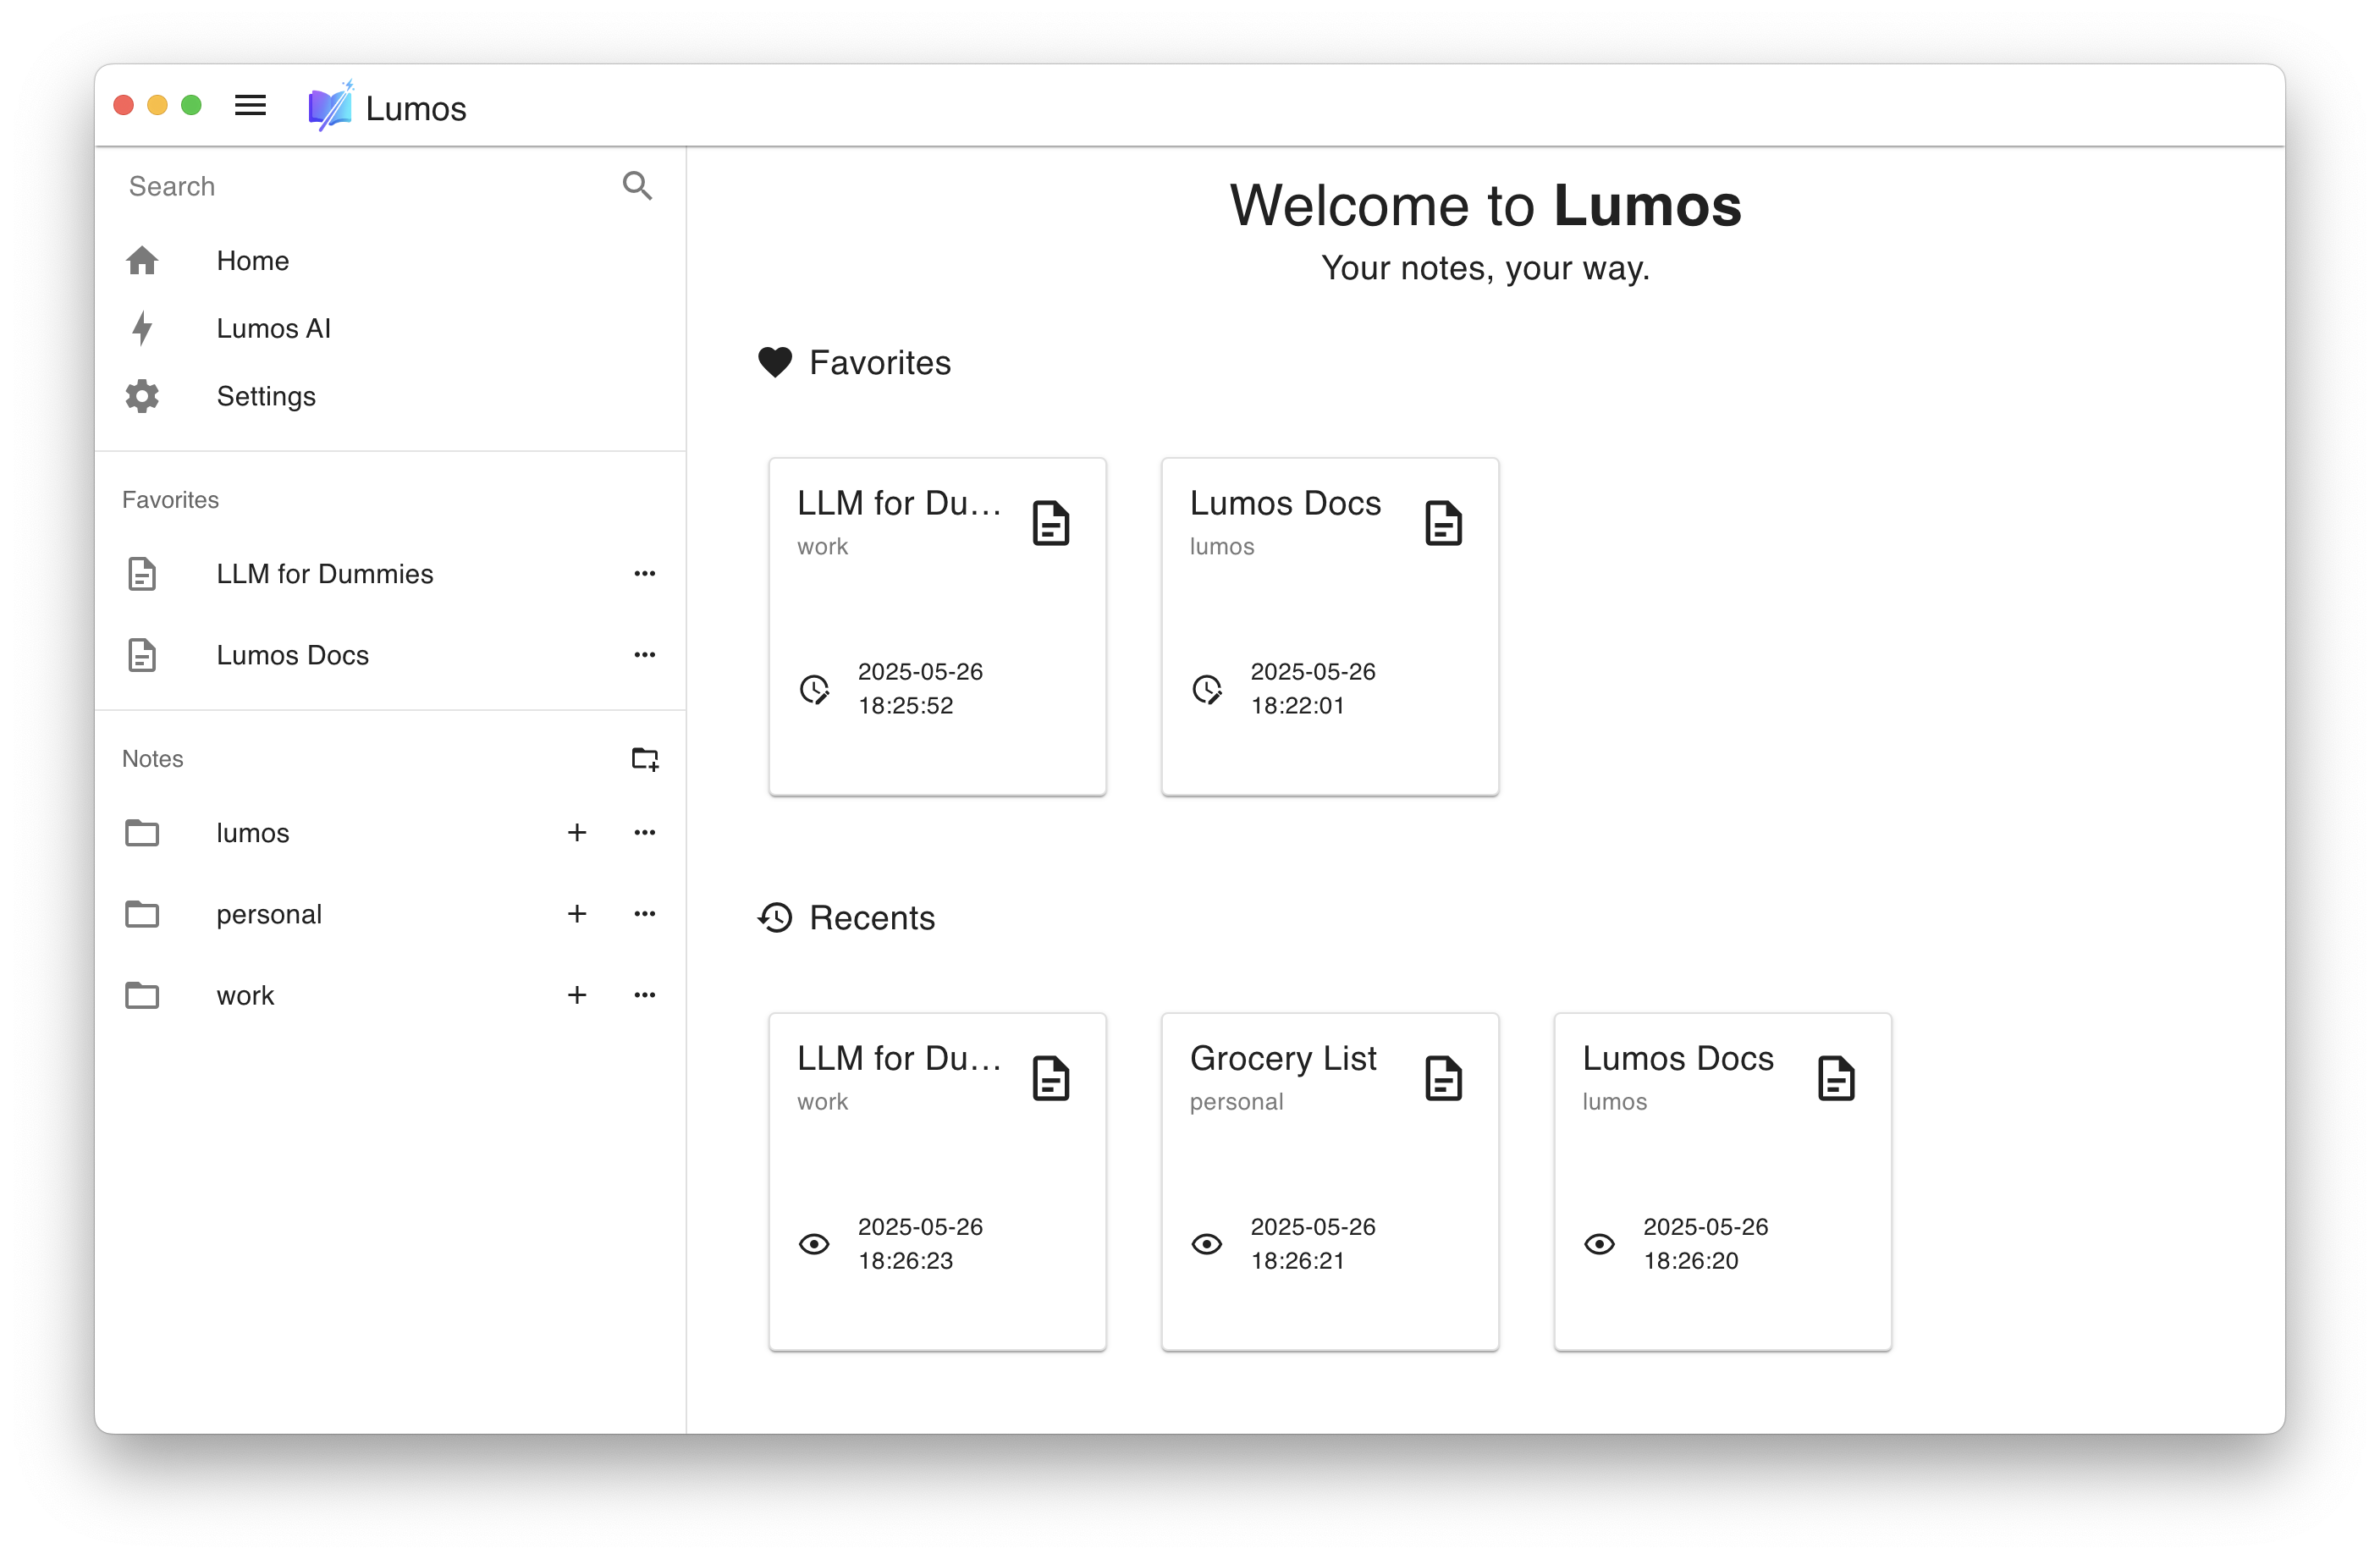 Lumos
Search
Home
Lumos AI
Settings
Favorites
LLM for Dummies
Lumos Docs
Notes
lumos
personal
work
Welcome to Lumos
Your notes, your way.
Favorites
LLM for Du...
work
2025-05-26
18:25:52
Lumos Docs
lumos
2025-05-26
18:22:01
Recents
LLM for Du...
work
2025-05-26
18:26:23
Grocery List
personal
2025-05-26
18:26:21
Lumos Docs
lumos
2025-05-26
18:26:20